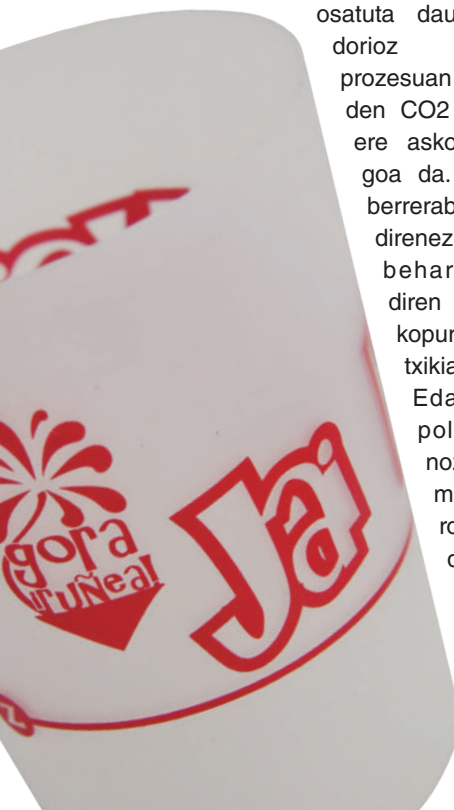 osatuta dau
dorioz
prozesuan
den CO2
ere asko
goa da.
berrerab
direnez
behar
diren
kopur
txikia
Eda
pol
noz
m
ro
gora
iruñea!
Jai